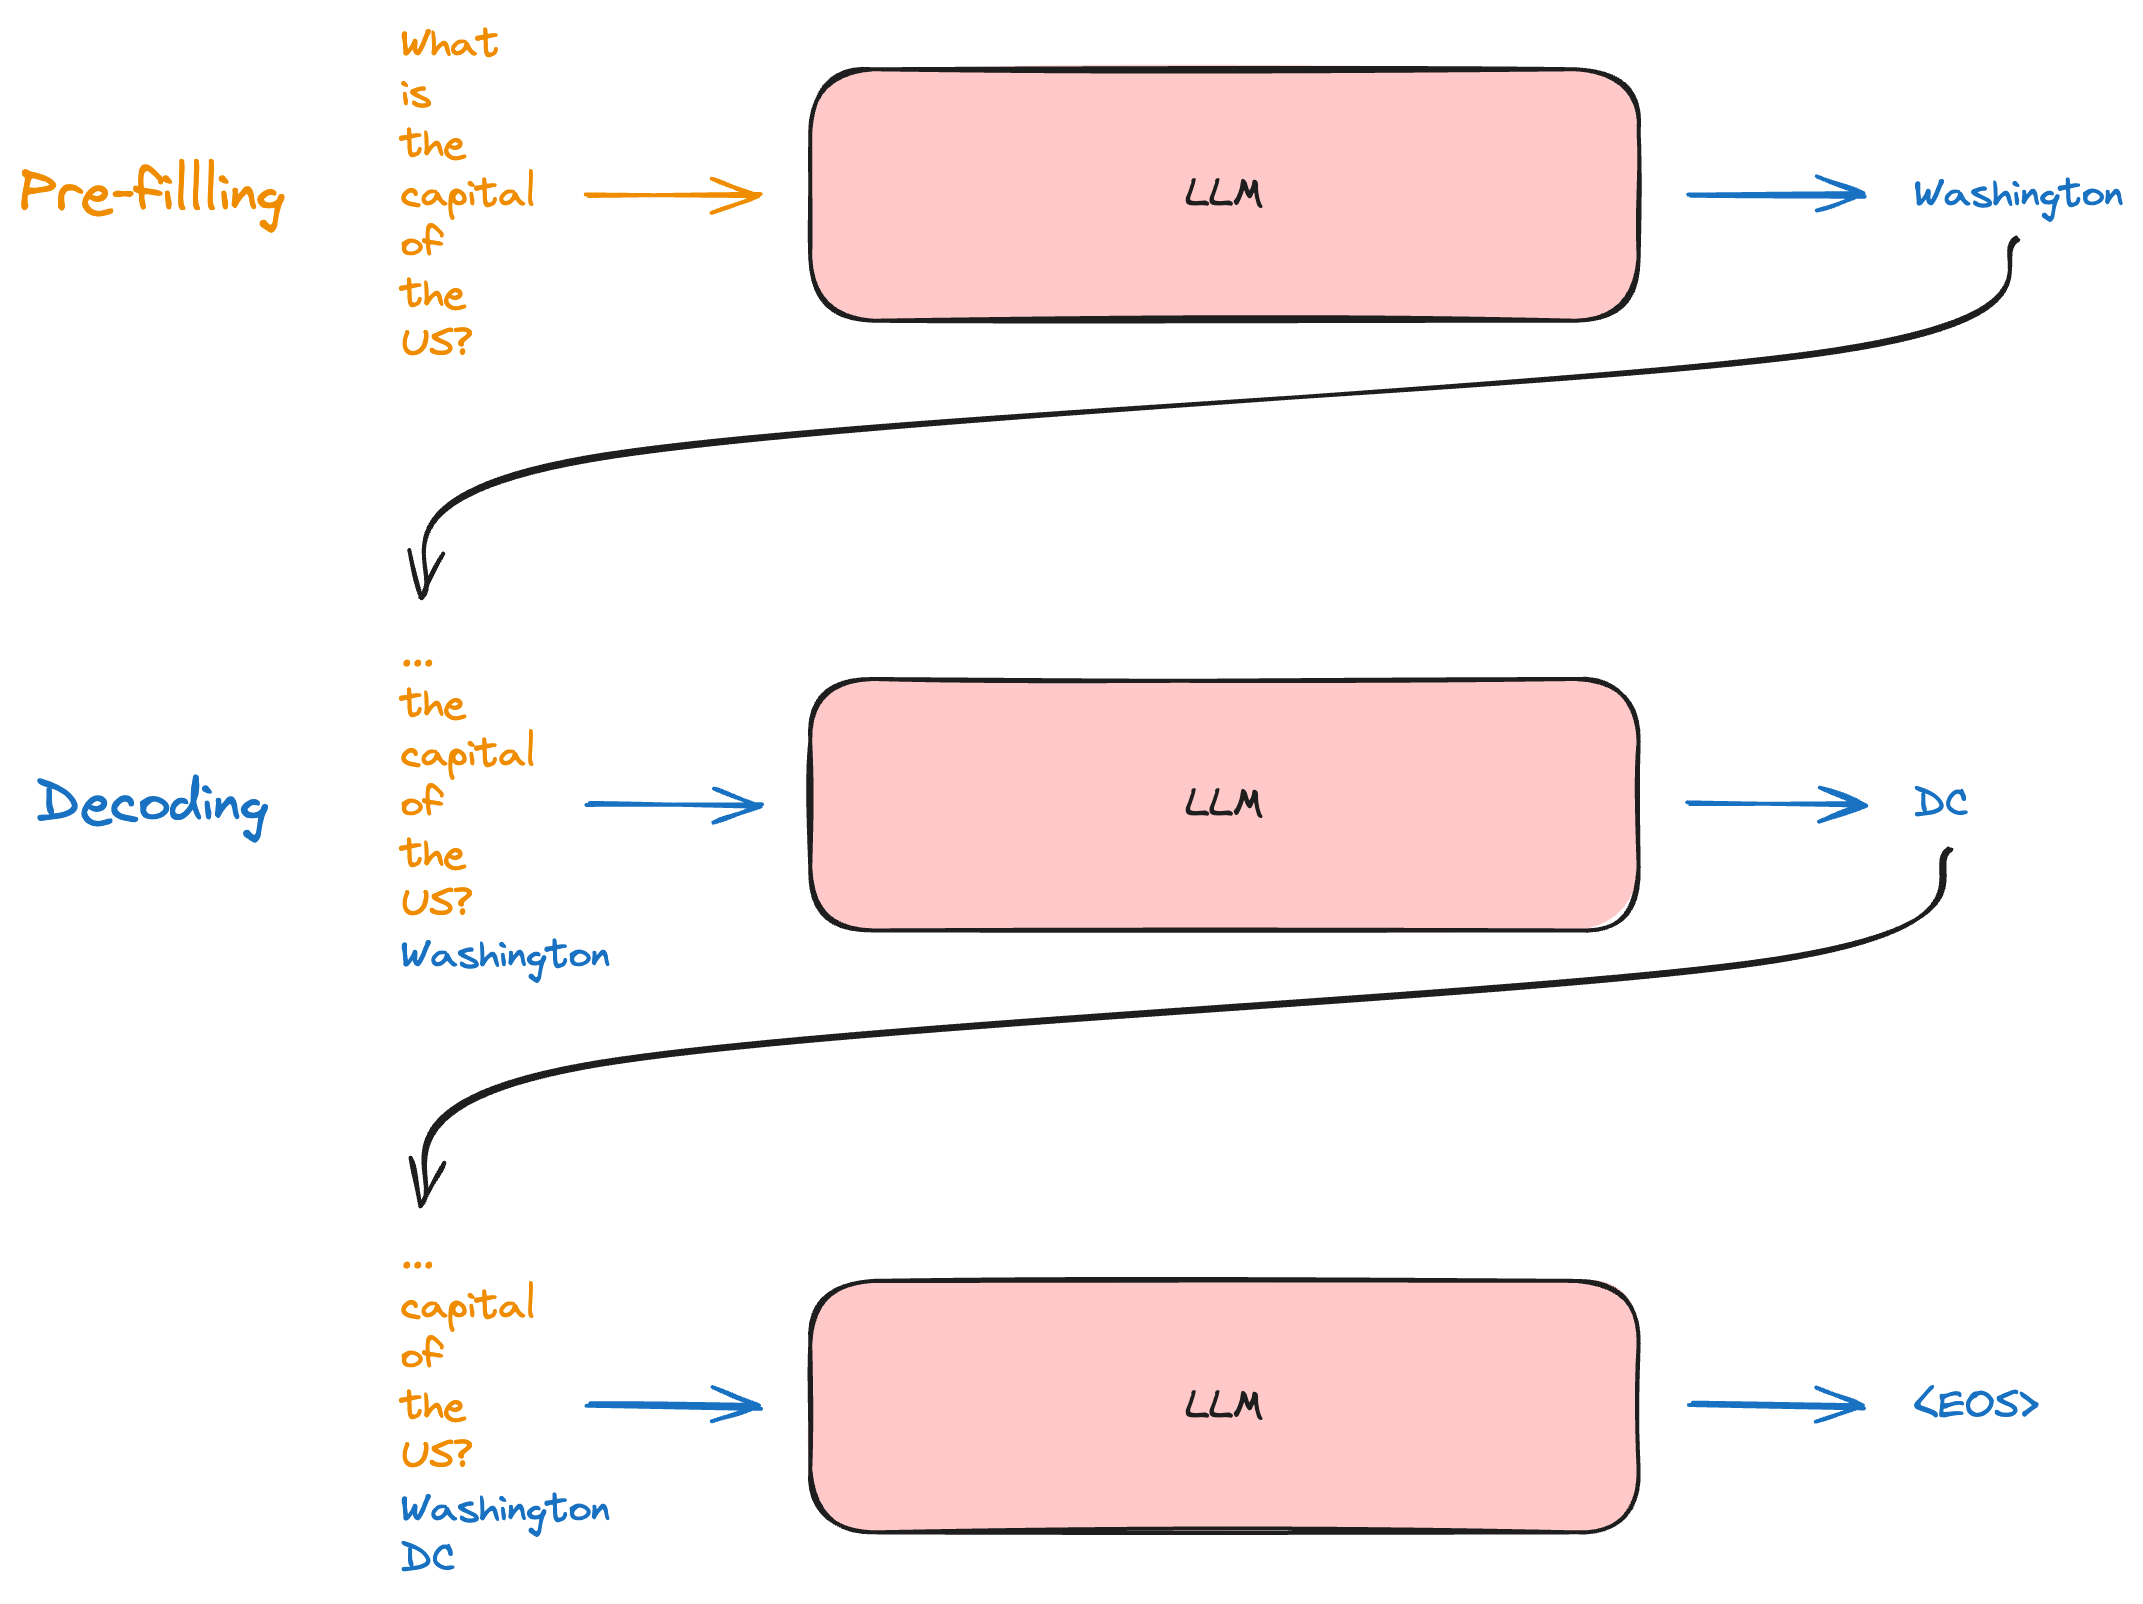 What
is
the
Pre-fillling
capital
LLM
Washington
of
the
US?
...
the
capital
Decoding
of
LLM
DC
the
US?
Washington
...
capital
of
the
LLM
<EOS>
US?
Washington
DC